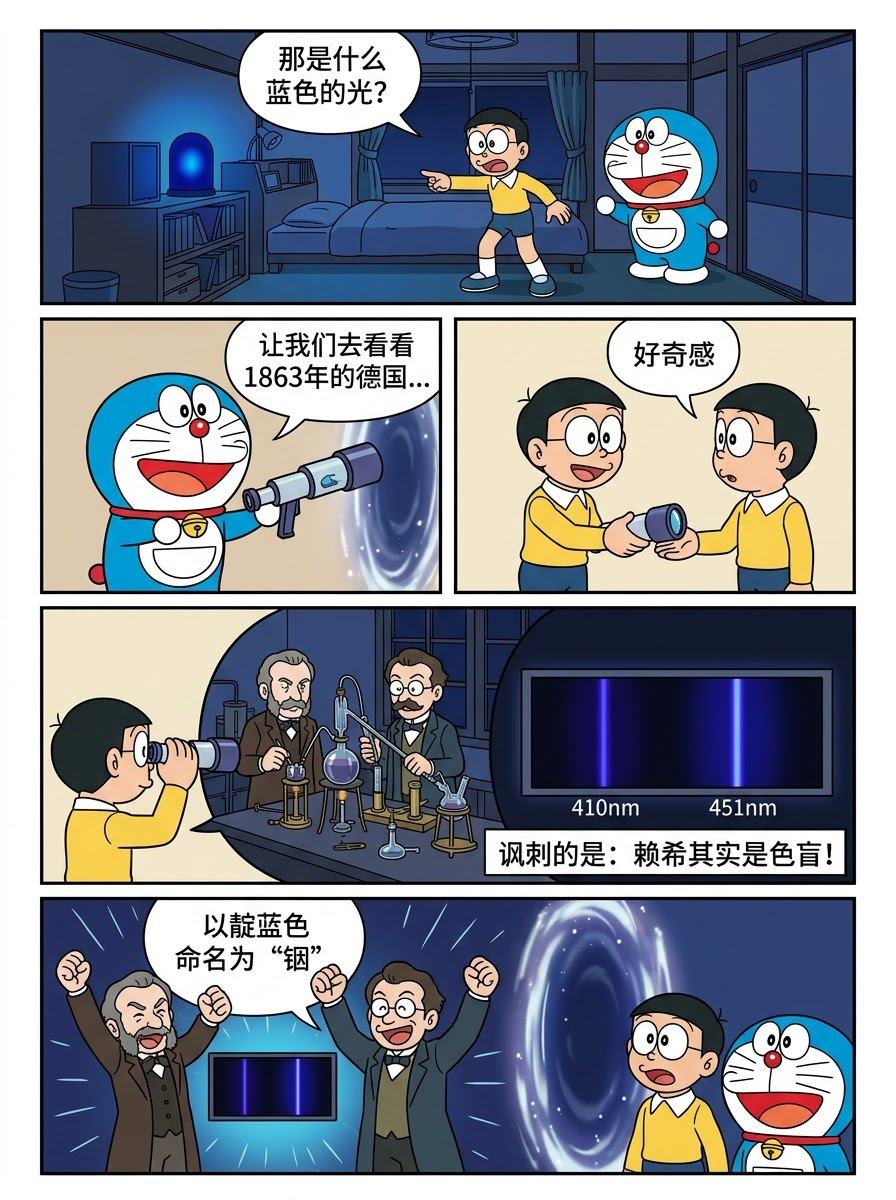 那是什么
蓝色的光？
让我们去看看
1863年的德国...
好奇感
410nm
451nm
讽刺的是：赖希其实是色盲！
以靛蓝色
命名为“铟”